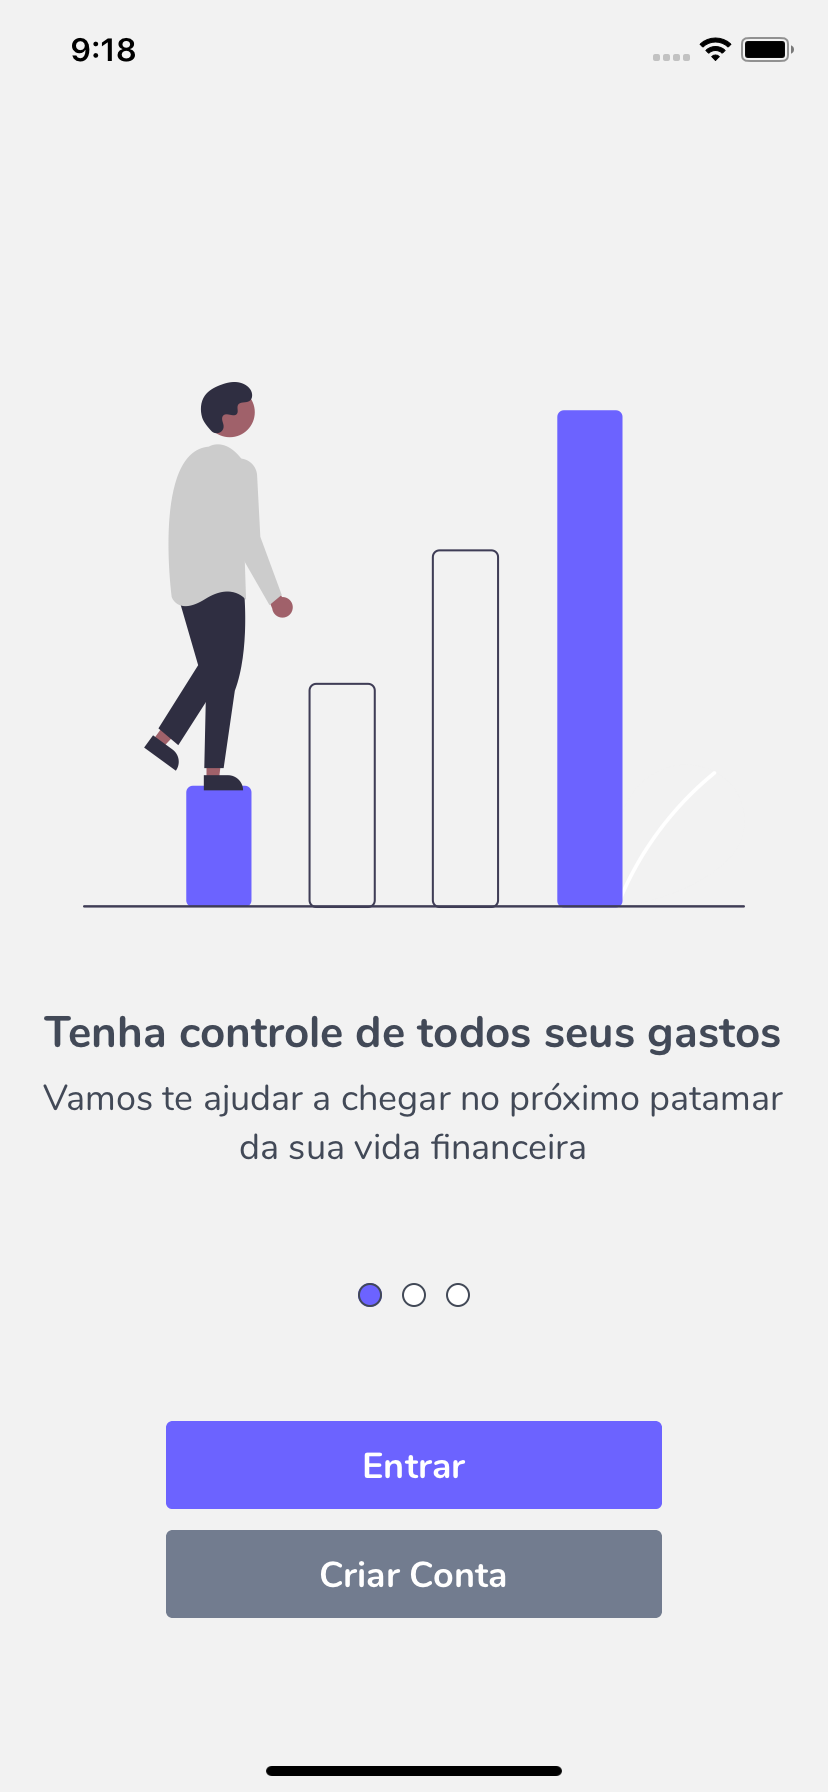 9:18
Tenha controle de todos seus gastos
Vamos te ajudar a chegar no próximo patamar
da sua vida financeira
Entrar
Criar Conta